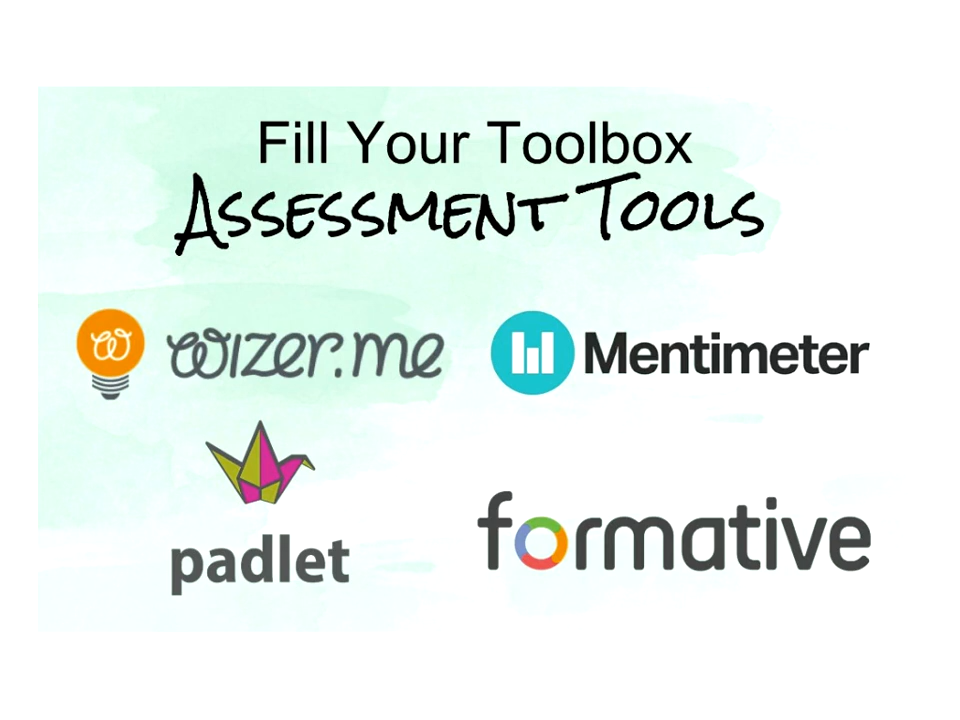 Fill Your Toolbox
Assessment Tools
wizer.me
Mentimeter
padlet
formative